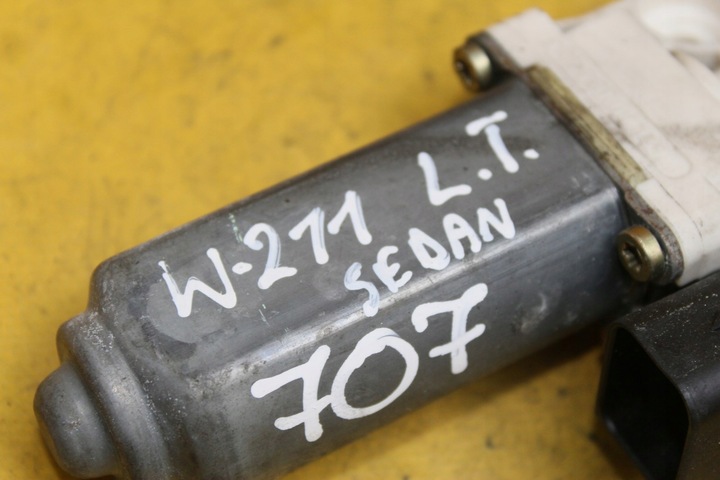 W-211 L.T.
SEDAN
707